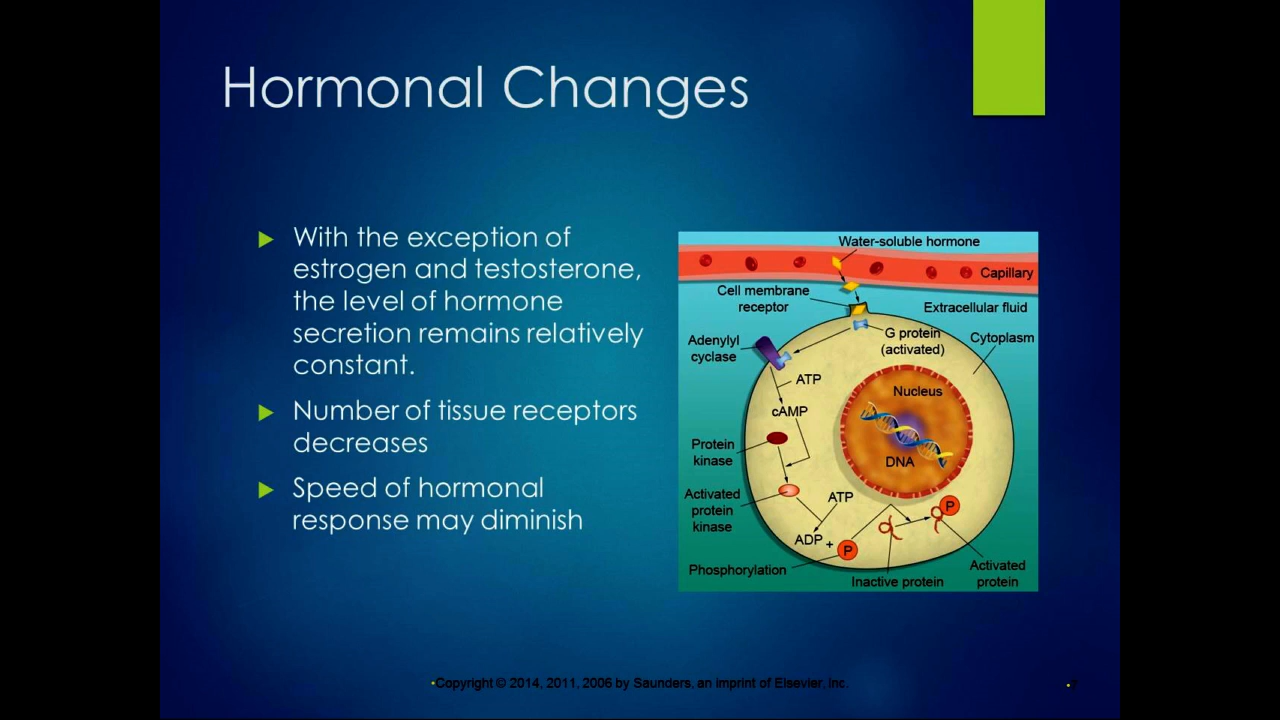 Hormonal Changes
With the exception of
estrogen and testosterone,
the level of hormone
secretion remains relatively
constant.
Number of tissue receptors
decreases
Speed of hormonal
response may diminish
Water-soluble hormone
Capillary
Cell membrane
receptor
Extracellular fluid
Adenylyl
cyclase
G protein
(activated)
Cytoplasm
ATP
Nucleus
cAMP
Protein
kinase
DNA
Activated
protein
kinase
ATP
P
ADP +
P
Phosphorylation
Inactive protein
Activated
protein
•Copyright © 2014, 2011, 2006 by Saunders, an imprint of Elsevier, Inc.